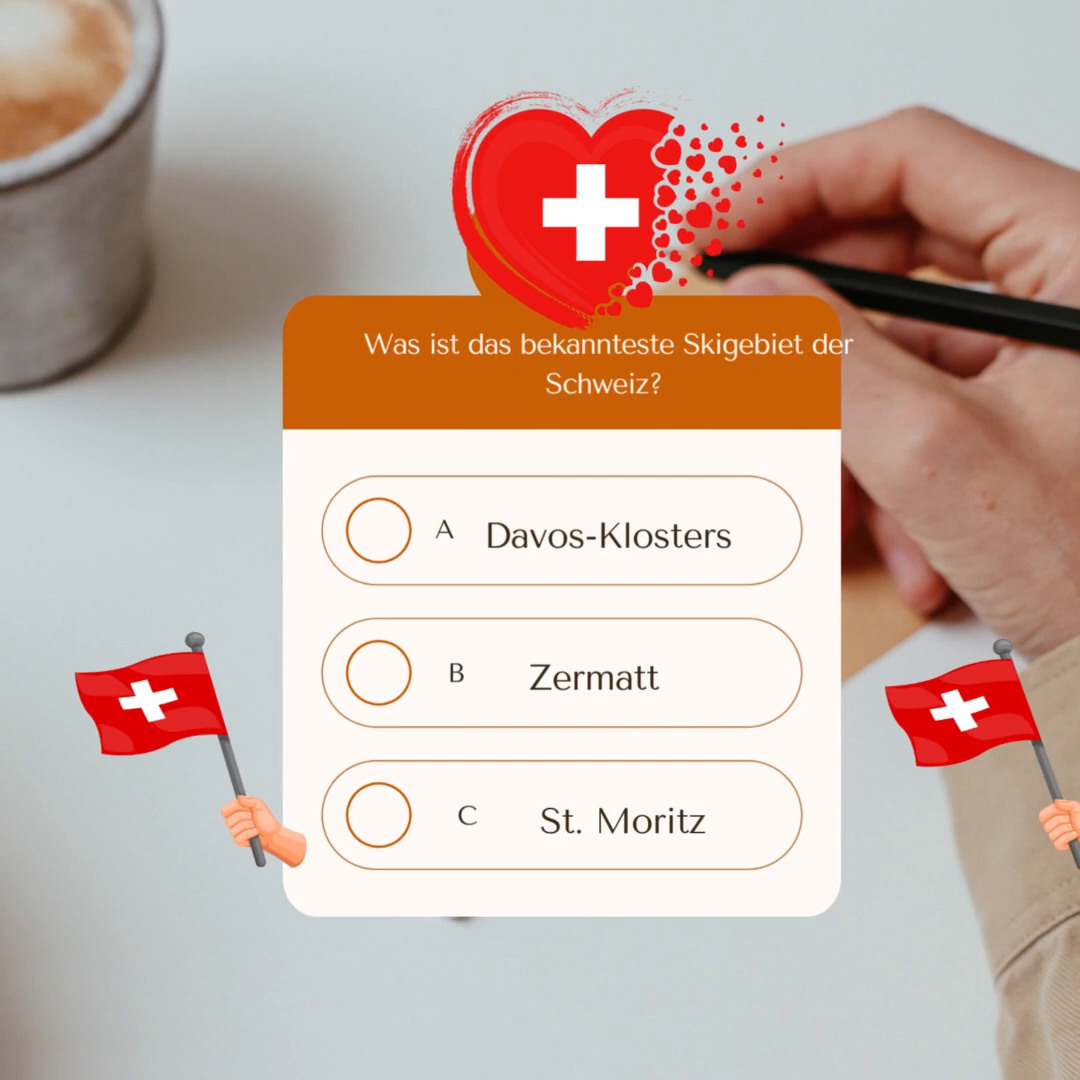 Was ist das bekannteste Skigebiet der
Schweiz?
A Davos-Klosters
B Zermatt
C St. Moritz